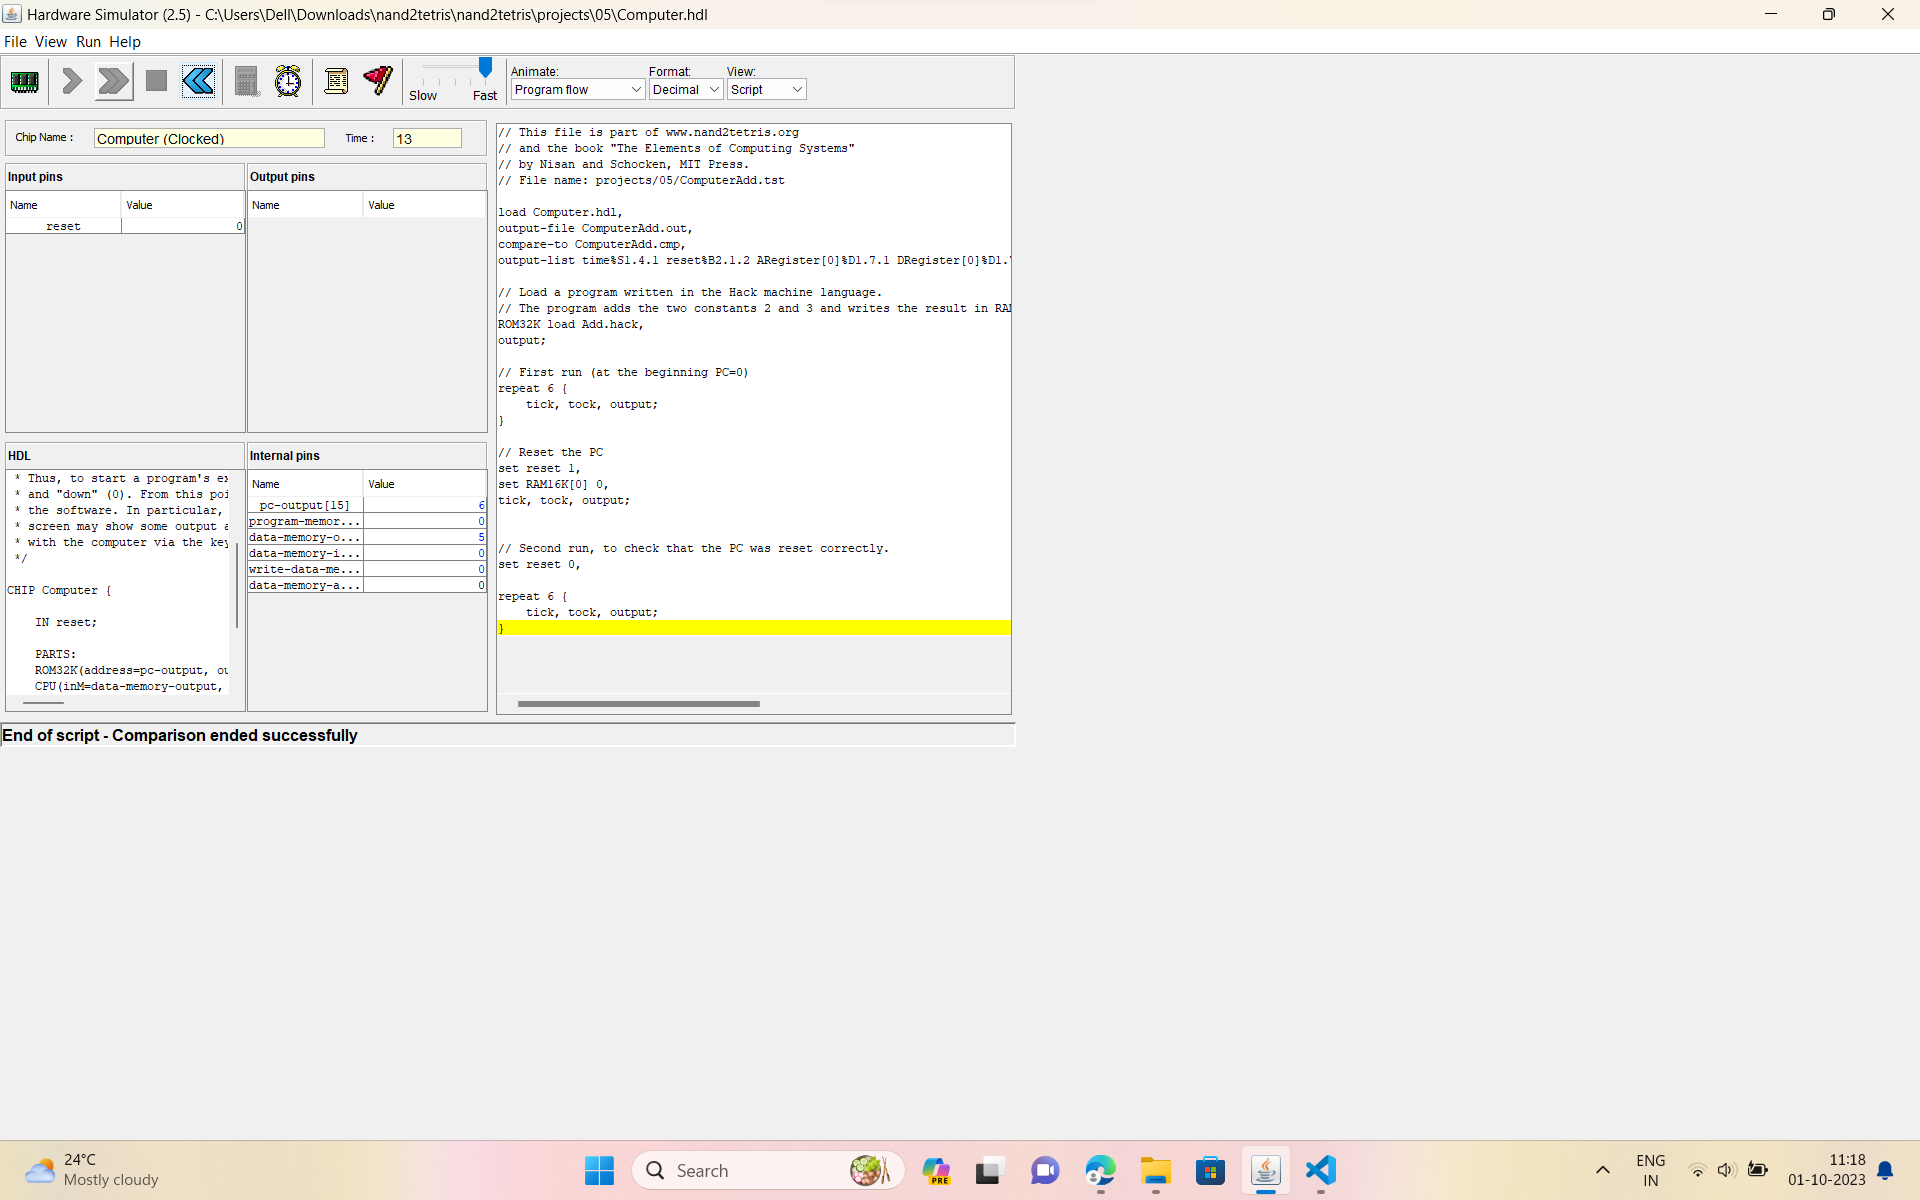 Hardware Simulator (2.5) - C:\Users\Dell\Downloads\nand2tetris\nand2tetris\projects\05\Computer.hdl
File View Run Help
Slow Fast
Animate: Format: View:
Program flow Decimal Script
Chip Name : Computer (Clocked) Time : 13
Input pins
Name Value
reset 0
Output pins
Name Value
HDL
* Thus, to start a program's ex
* and "down" (0). From this poi
* the software. In particular,
* screen may show some output a
* with the computer via the key
*/
CHIP Computer {
IN reset;
PARTS:
ROM32K(address=pc-output, ou
CPU(inM=data-memory-output,
Internal pins
Name Value
pc-output[15] 6
program-memor... 0
data-memory-o... 5
data-memory-i... 0
write-data-me... 0
data-memory-a... 0
// This file is part of www.nand2tetris.org
// and the book "The Elements of Computing Systems"
// by Nisan and Schocken, MIT Press.
// File name: projects/05/ComputerAdd.tst
load Computer.hdl,
output-file ComputerAdd.out,
compare-to ComputerAdd.cmp,
output-list time%S1.4.1 reset%B2.1.2 ARegister[0]%D1.7.1 DRegister[0]%D1.
// Load a program written in the Hack machine language.
// The program adds the two constants 2 and 3 and writes the result in RAM
ROM32K load Add.hack,
output;
// First run (at the beginning PC=0)
repeat 6 {
tick, tock, output;
}
// Reset the PC
set reset 1,
set RAM16K[0] 0,
tick, tock, output;
// Second run, to check that the PC was reset correctly.
set reset 0,
repeat 6 {
tick, tock, output;
}
End of script - Comparison ended successfully
24°C
Mostly cloudy
Search
PRE
ENG
IN
11:18
01-10-2023